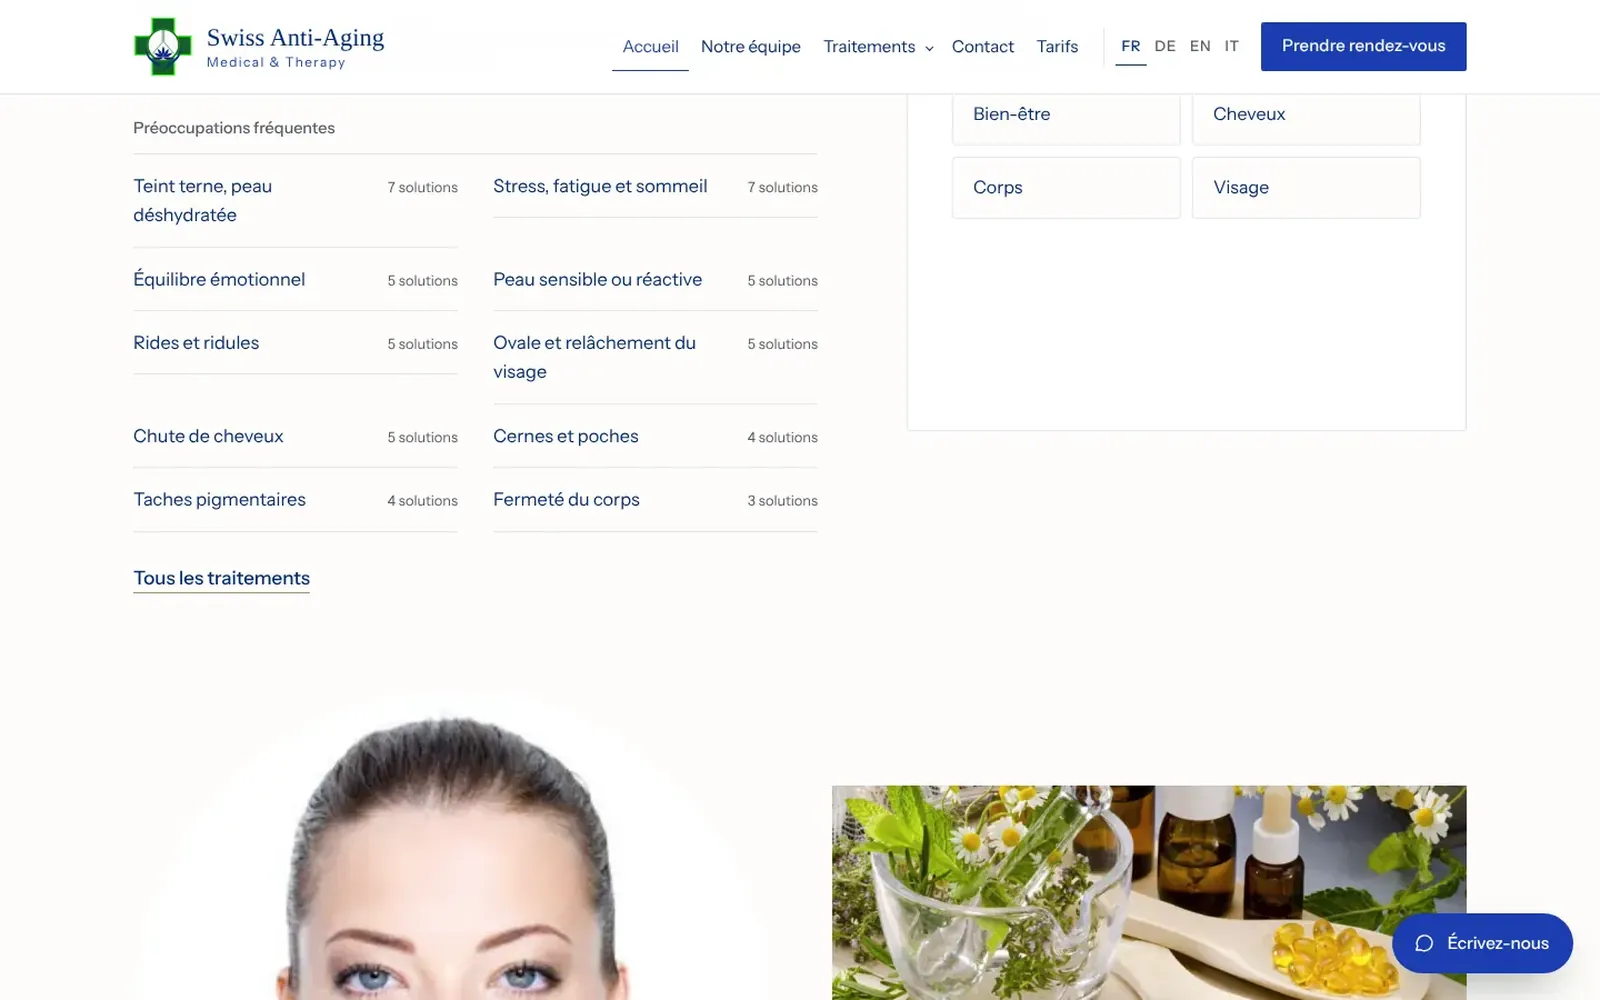 Swiss Anti-Aging
Medical & Therapy
Accueil
Notre équipe
Traitements
Contact
Tarifs
FR
DE
EN
IT
Prendre rendez-vous
Préoccupations fréquentes
Teint terne, peau
déshydratée
7 solutions
Stress, fatigue et sommeil
7 solutions
Équilibre émotionnel
5 solutions
Peau sensible ou réactive
5 solutions
Rides et ridules
5 solutions
Ovale et relâchement du
visage
5 solutions
Chute de cheveux
5 solutions
Cernes et poches
4 solutions
Taches pigmentaires
4 solutions
Fermeté du corps
3 solutions
Tous les traitements
Bien-être
Cheveux
Corps
Visage
Écrivez-nous